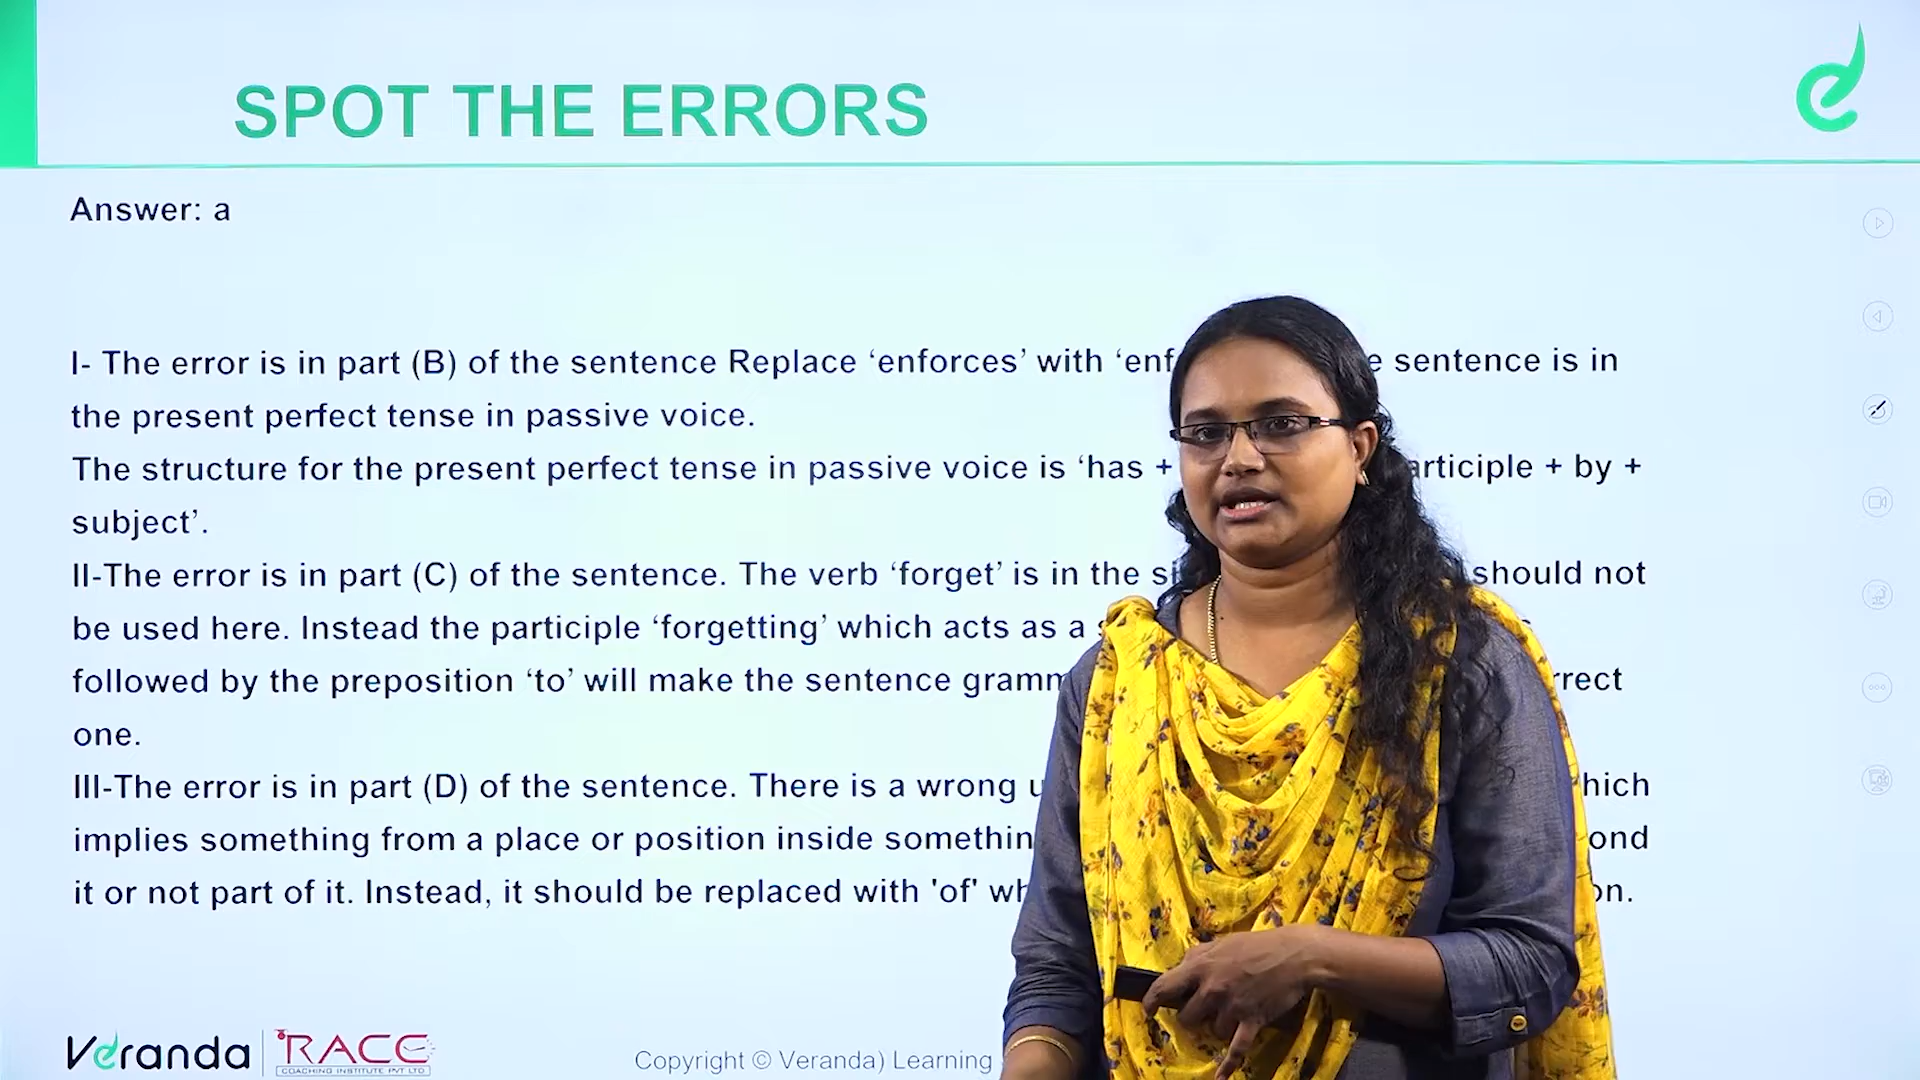 SPOT THE ERRORS
Answer: a
I- The error is in part (B) of the sentence Replace ‘enforces’ with ‘enf sentence is in
the present perfect tense in passive voice.
The structure for the present perfect tense in passive voice is ‘has + articiple + by +
subject’.
II-The error is in part (C) of the sentence. The verb ‘forget’ is in the si should not
be used here. Instead the participle ‘forgetting’ which acts as a
followed by the preposition ‘to’ will make the sentence gramm rrect
one.
III-The error is in part (D) of the sentence. There is a wrong u hich
implies something from a place or position inside somethin ond
it or not part of it. Instead, it should be replaced with 'of' wh on.
Veranda RACE
COACHING INSTITUTE PVT LTD
Copyright © Veranda) Learning